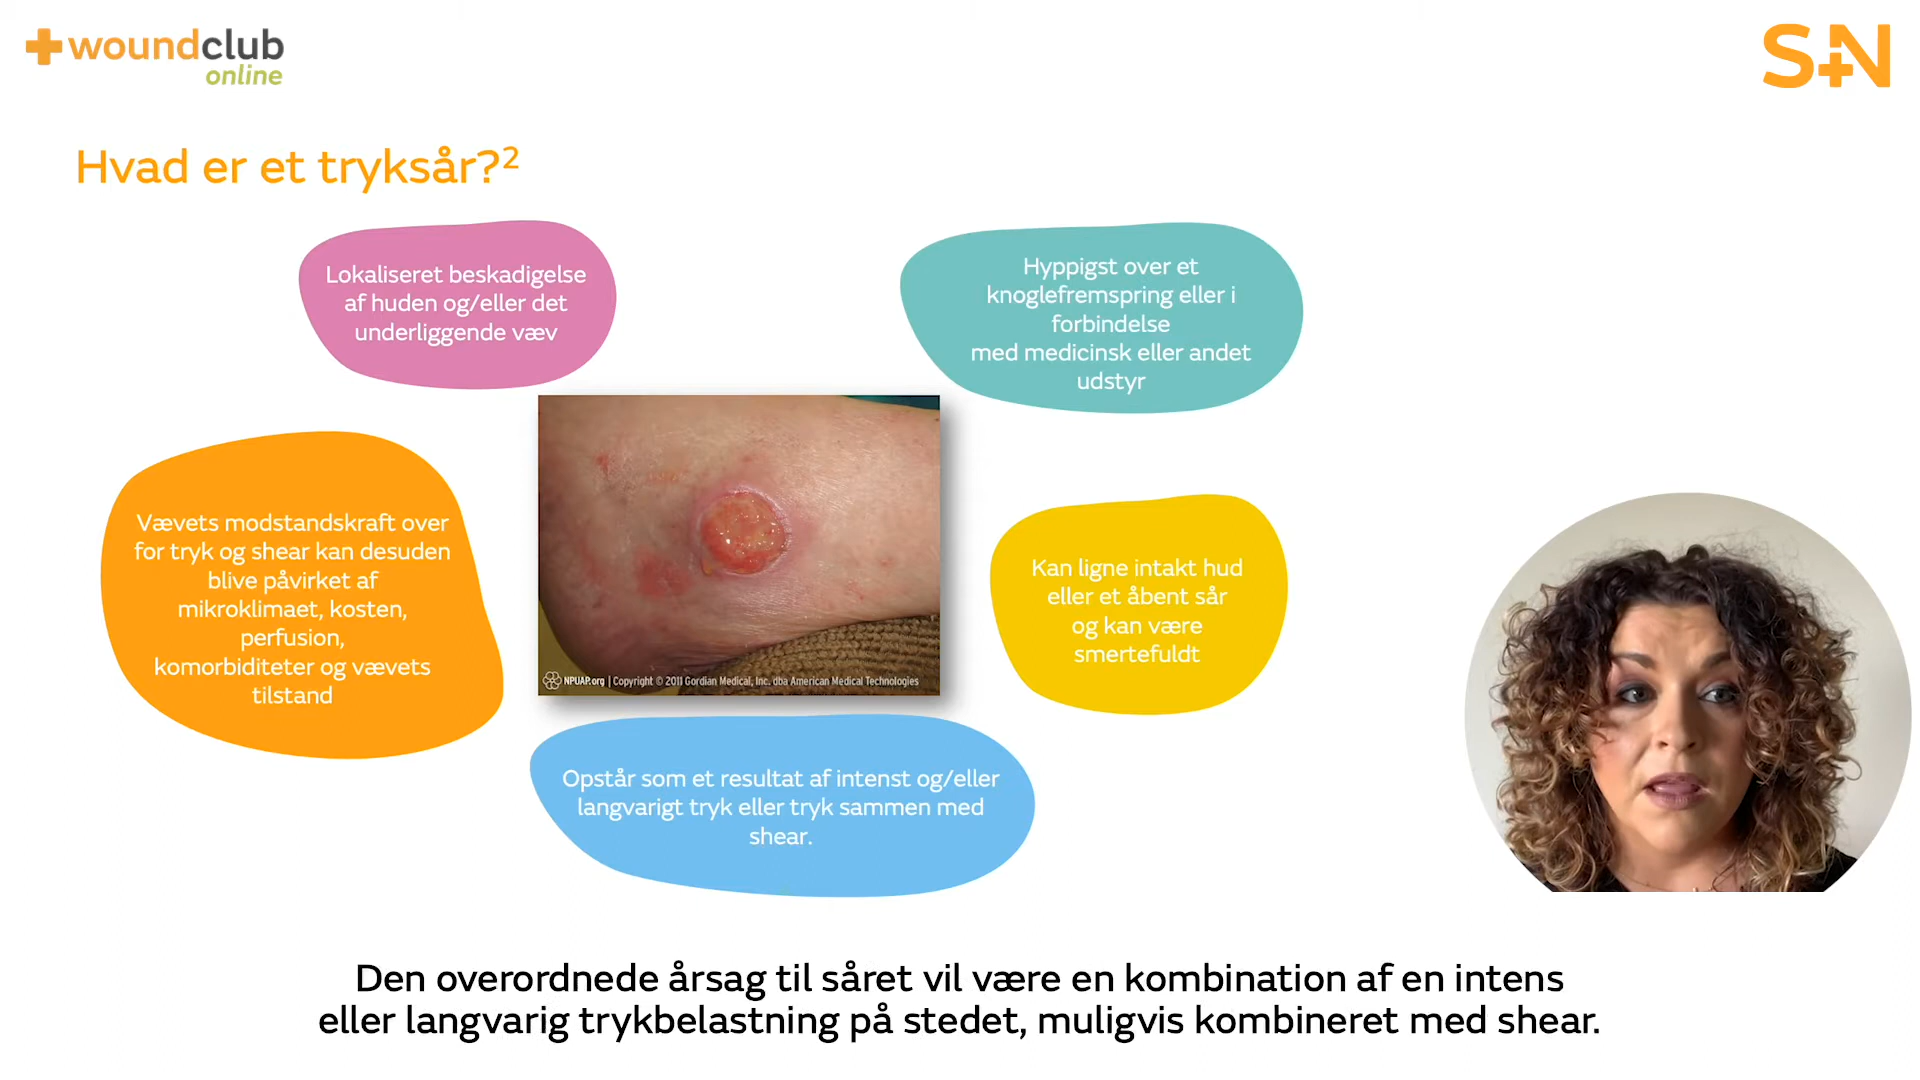 woundclub
online
S+N
Hvad er et tryksår?²
Lokaliseret beskadigelse
af huden og/eller det
underliggende væv
Hyppigst over et
knoglefremspring eller i
forbindelse
med medicinsk eller andet
udstyr
Vævets modstandskraft over
for tryk og shear kan desuden
blive påvirket af
mikroklimaet, kosten,
perfusion,
komorbiditeter og vævets
tilstand
Kan ligne intakt hud
eller et åbent sår
og kan være
smertefuldt
NPUAP.org | Copyright © 2011 Gordian Medical, Inc. dba American Medical Technologies
Opstår som et resultat af intenst og/eller
langvarigt tryk eller tryk sammen med
shear.
Den overordnede årsag til såret vil være en kombination af en intens
eller langvarig trykbelastning på stedet, muligvis kombineret med shear.